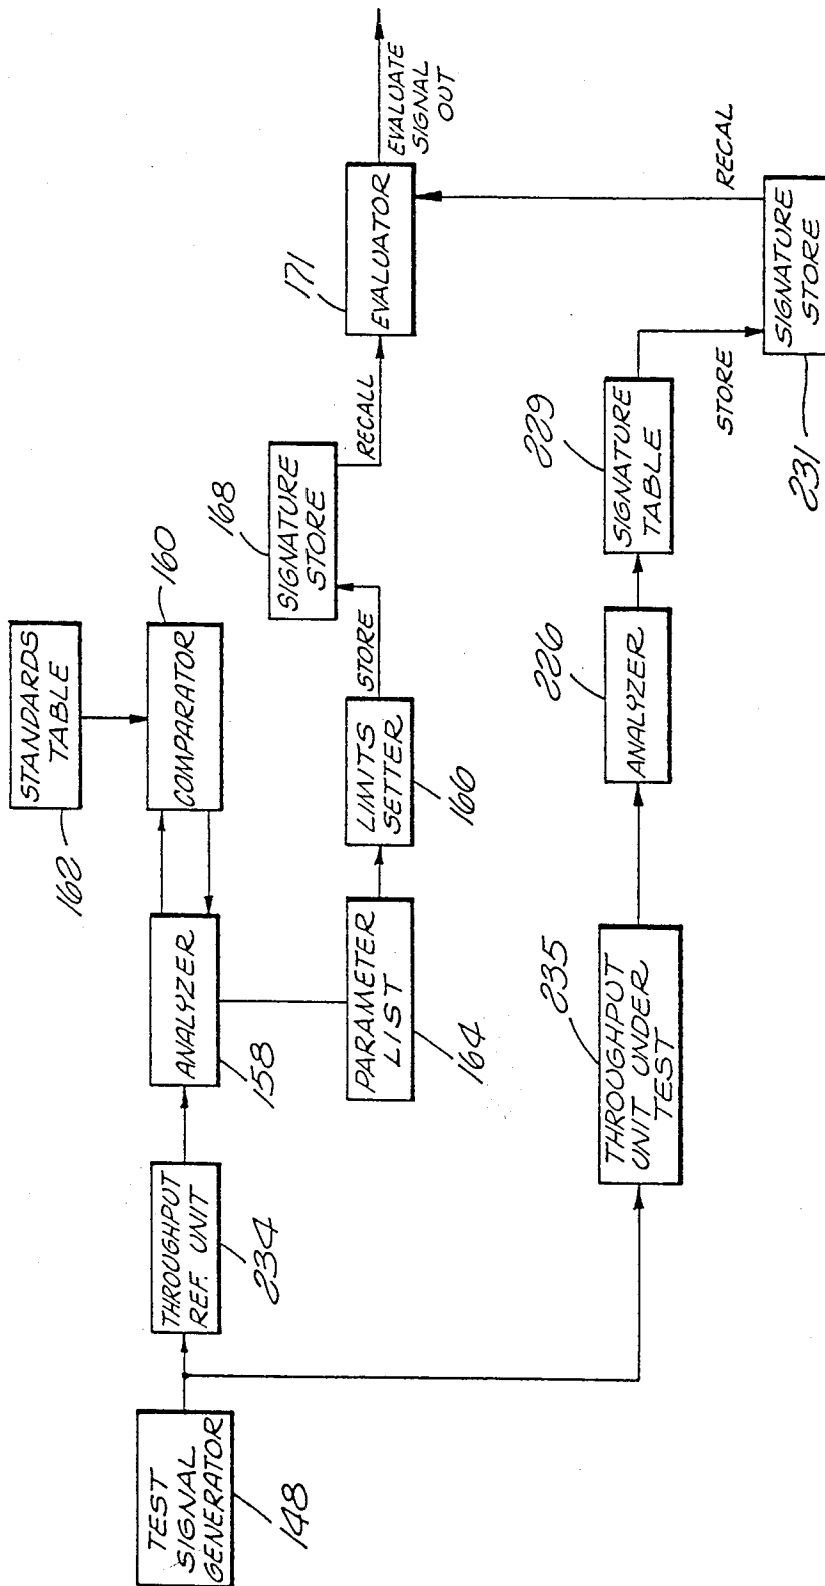 TEST
SIGNAL
GENERATOR
148
THROUGHPUT
REF. UNIT
234
ANALYZER
158
STANDARDS
TABLE
162
COMPARATOR
160
PARAMETER
LIST
164
LIMITS
SETTER
166
STORE
SIGNATURE
STORE
168
RECALL
EVALUATOR
171
EVALUATE
SIGNAL
OUT
THROUGHPUT
UNIT UNDER
TEST
235
ANALYZER
226
SIGNATURE
TABLE
229
STORE
SIGNATURE
STORE
231
RECAL